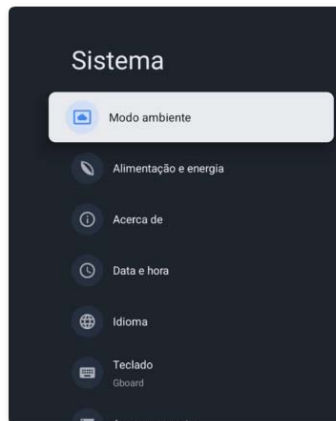 Sistema
Modo ambiente
Alimentação e energia
Acerca de
Data e hora
Idioma
Teclado
Gboard